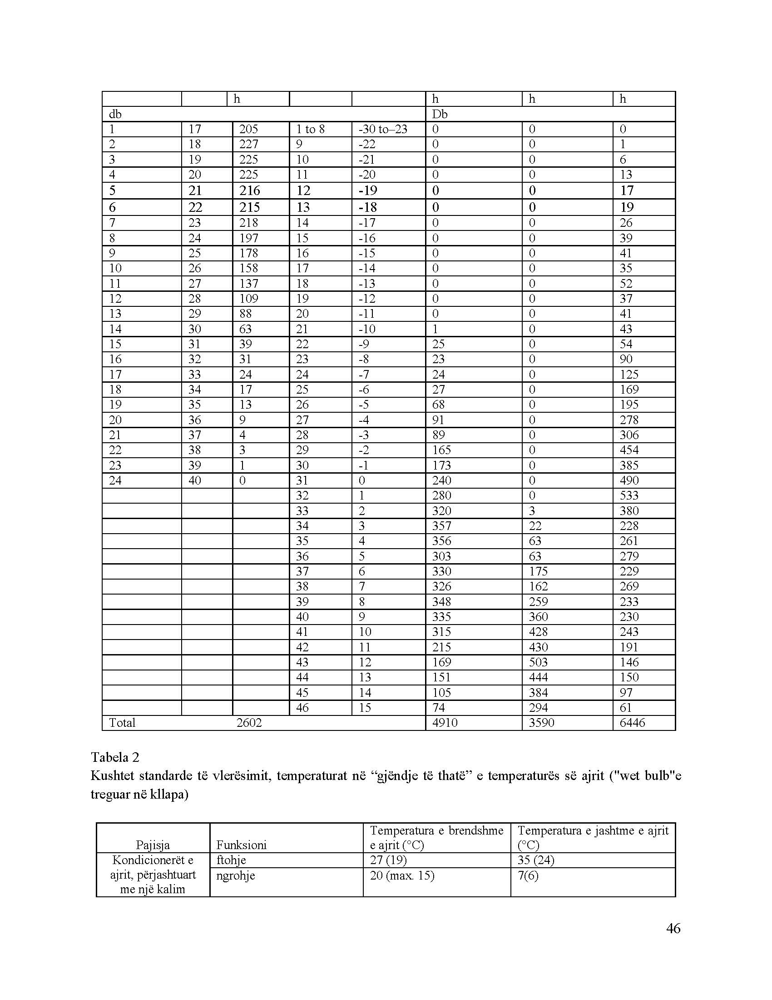 h h h h
db Db
1 17 205 1 to 8 -30 to–23 0 0 0
2 18 227 9 -22 0 0 1
3 19 225 10 -21 0 0 6
4 20 225 11 -20 0 0 13
5 21 216 12 -19 0 0 17
6 22 215 13 -18 0 0 19
7 23 218 14 -17 0 0 26
8 24 197 15 -16 0 0 39
9 25 178 16 -15 0 0 41
10 26 158 17 -14 0 0 35
11 27 137 18 -13 0 0 52
12 28 109 19 -12 0 0 37
13 29 88 20 -11 0 0 41
14 30 63 21 -10 1 0 43
15 31 39 22 -9 25 0 54
16 32 31 23 -8 23 0 90
17 33 24 24 -7 24 0 125
18 34 17 25 -6 27 0 169
19 35 13 26 -5 68 0 195
20 36 9 27 -4 91 0 278
21 37 4 28 -3 89 0 306
22 38 3 29 -2 165 0 454
23 39 1 30 -1 173 0 385
24 40 0 31 0 240 0 490
32 1 280 0 533
33 2 320 3 380
34 3 357 22 228
35 4 356 63 261
36 5 303 63 279
37 6 330 175 229
38 7 326 162 269
39 8 348 259 233
40 9 335 360 230
41 10 315 428 243
42 11 215 430 191
43 12 169 503 146
44 13 151 444 150
45 14 105 384 97
46 15 74 294 61
Total 2602 4910 3590 6446
Tabela 2
Kushtet standarde të vlerësimit, temperaturat në “gjëndje të thatë” e temperaturës së ajrit ("wet bulb"e
treguar në kllapa)
Temperatura e brendshme Temperatura e jashtme e ajrit
Pajisja Funksioni e ajrit (°C) (°C)
Kondicionerët e ftohje 27 (19) 35 (24)
ajrit, përjashtuart ngrohje 20 (max. 15) 7(6)
me një kalim
46